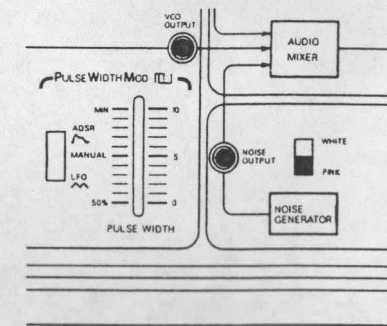 VCO
OUTPUT
AUDIO
MIXER
PULSE WIDTH MOD
MIN
10
ADSR
MANUAL
5
LFO
50%
0
PULSE WIDTH
NOISE
OUTPUT
WHITE
PINK
NOISE
GENERATOR